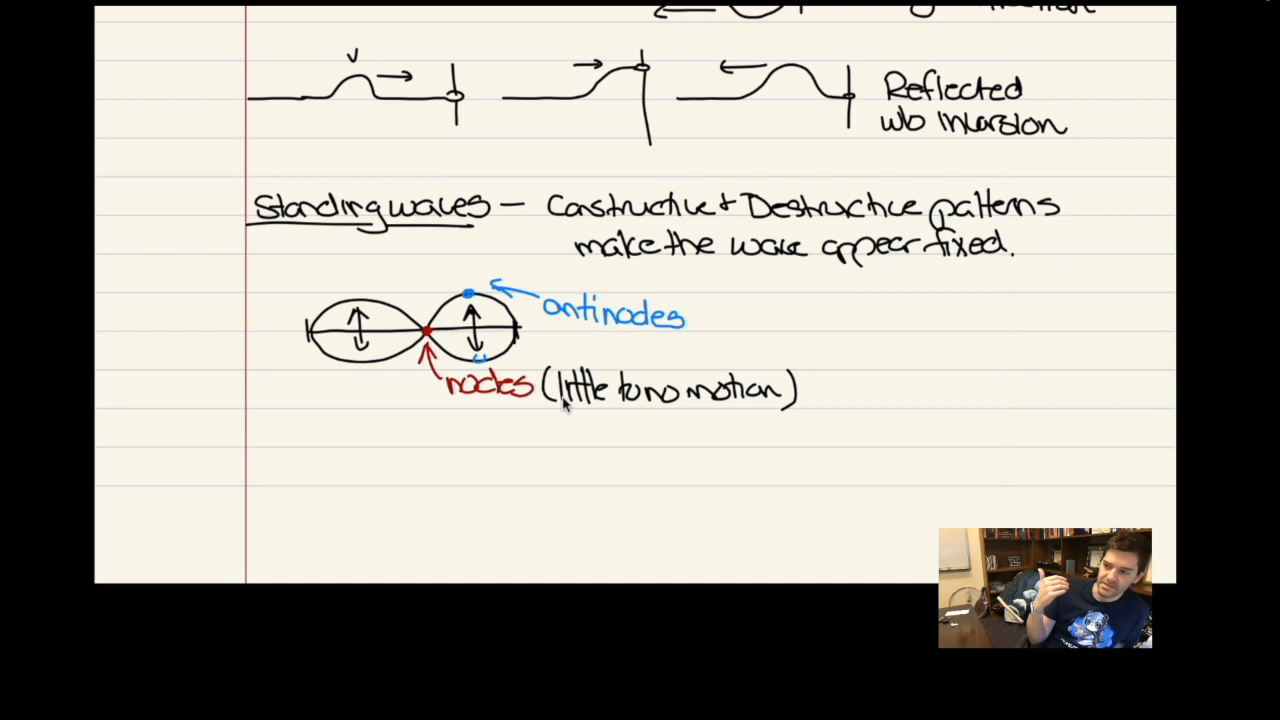 v
Reflected
w/o Inversion
Standing waves - Constructive + Destructive patterns
make the wave appear fixed.
antinodes
nodes (little to no motion)